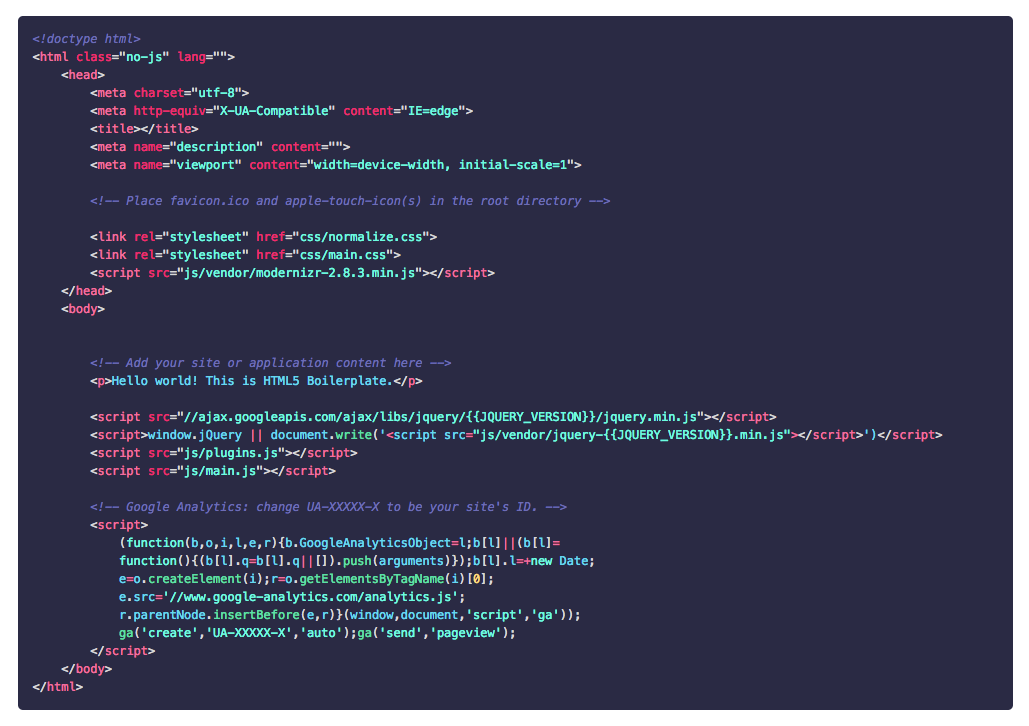 <!doctype html>
<html class="no-js" lang="">
    <head>
        <meta charset="utf-8">
        <meta http-equiv="X-UA-Compatible" content="IE=edge">
        <title></title>
        <meta name="description" content="">
        <meta name="viewport" content="width=device-width, initial-scale=1">
        <!-- Place favicon.ico and apple-touch-icon(s) in the root directory -->
        <link rel="stylesheet" href="css/normalize.css">
        <link rel="stylesheet" href="css/main.css">
        <script src="js/vendor/modernizr-2.8.3.min.js"></script>
    </head>
    <body>
        <!-- Add your site or application content here -->
        <p>Hello world! This is HTML5 Boilerplate.</p>
        <script src="//ajax.googleapis.com/ajax/libs/jquery/{{JQUERY_VERSION}}/jquery.min.js"></script>
        <script>window.jQuery || document.write('<script src="js/vendor/jquery-{{JQUERY_VERSION}}.min.js"></script>')</script>
        <script src="js/plugins.js"></script>
        <script src="js/main.js"></script>
        <!-- Google Analytics: change UA-XXXXX-X to be your site's ID. -->
        <script>
            (function(b,o,i,l,e,r){b.GoogleAnalyticsObject=l;b[l]||(b[l]=
            function(){(b[l].q=b[l].q||[]).push(arguments)});b[l].l=+new Date;
            e=o.createElement(i);r=o.getElementsByTagName(i)[0];
            e.src='//www.google-analytics.com/analytics.js';
            r.parentNode.insertBefore(e,r)}(window,document,'script','ga'));
            ga('create','UA-XXXXX-X','auto');ga('send','pageview');
        </script>
    </body>
</html>